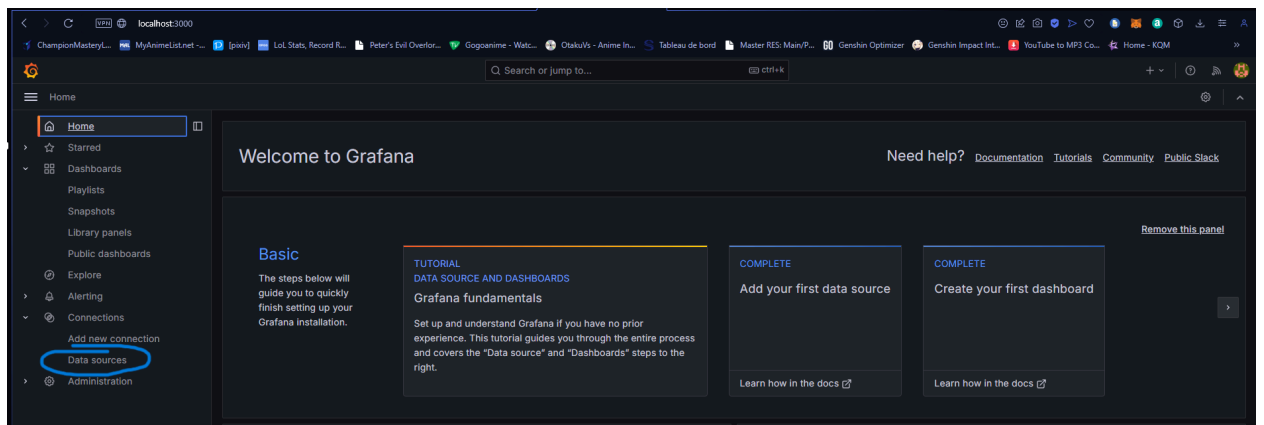 VPN localhost:3000
ChampionMasteryL... MyAnimeList.net -... [pixiv] LoL Stats, Record R... Peter's Evil Overlor... Gogoanime - Watc... OtakuVs - Anime In... Tableau de bord Master RES: Main/P... Genshin Optimizer Genshin Impact Int... YouTube to MP3 Co... Home - KQM »
Search or jump to... ctrl+k
Home
Home
Starred
Dashboards
Playlists
Snapshots
Library panels
Public dashboards
Explore
Alerting
Connections
Add new connection
Data sources
Administration
Welcome to Grafana
Need help? Documentation Tutorials Community Public Slack
Remove this panel
Basic
The steps below will
guide you to quickly
finish setting up your
Grafana installation.
TUTORIAL
DATA SOURCE AND DASHBOARDS
Grafana fundamentals
Set up and understand Grafana if you have no prior
experience. This tutorial guides you through the entire process
and covers the “Data source” and “Dashboards” steps to the
right.
COMPLETE
Add your first data source
Learn how in the docs
COMPLETE
Create your first dashboard
Learn how in the docs